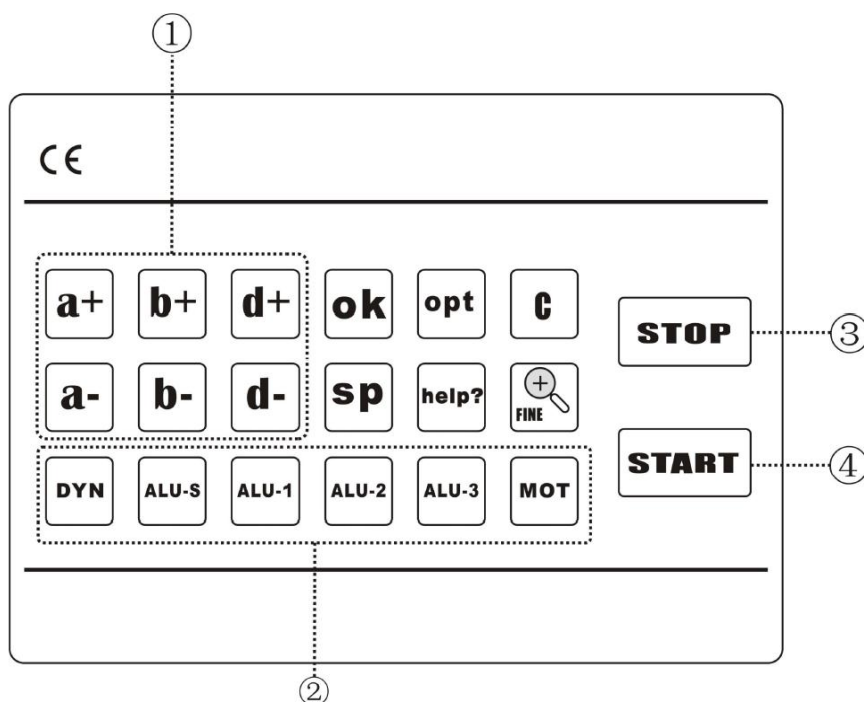 ①
CE
a+ b+ d+ ok opt C
STOP ③
a- b- d- sp help? FINE
START ④
DYN ALU-S ALU-1 ALU-2 ALU-3 MOT
②